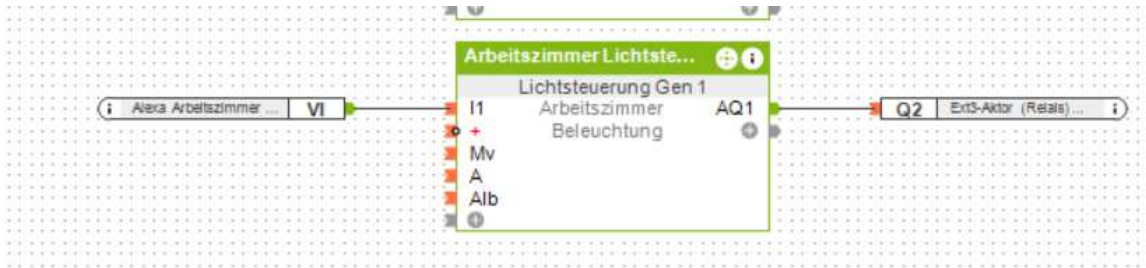 Arbeitszimmer Lichtste...
Lichtsteuerung Gen 1
Alexa Arbeitszimmer ... VI I1 Arbeitszimmer AQ1 Q2 Ext3-Aktor (Relais)...
+ Beleuchtung
Mv
A
Alb